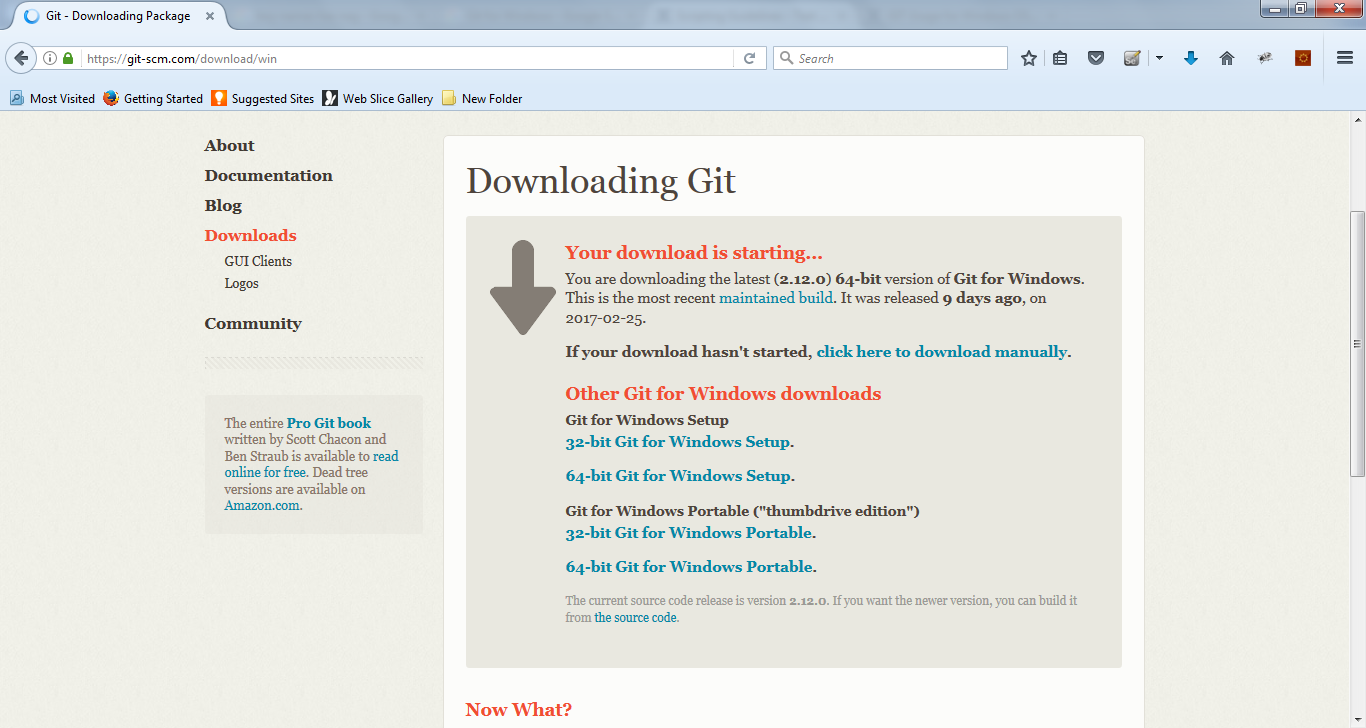 Git - Downloading Package
https://git-scm.com/download/win
Search
Most Visited
Getting Started
Suggested Sites
Web Slice Gallery
New Folder
About
Documentation
Blog
Downloads
GUI Clients
Logos
Community
The entire Pro Git book
written by Scott Chacon and
Ben Straub is available to read
online for free. Dead tree
versions are available on
Amazon.com.
Downloading Git
Your download is starting...
You are downloading the latest (2.12.0) 64-bit version of Git for Windows.
This is the most recent maintained build. It was released 9 days ago, on
2017-02-25.
If your download hasn't started, click here to download manually.
Other Git for Windows downloads
Git for Windows Setup
32-bit Git for Windows Setup.
64-bit Git for Windows Setup.
Git for Windows Portable ("thumbdrive edition")
32-bit Git for Windows Portable.
64-bit Git for Windows Portable.
The current source code release is version 2.12.0. If you want the newer version, you can build it
from the source code.
Now What?